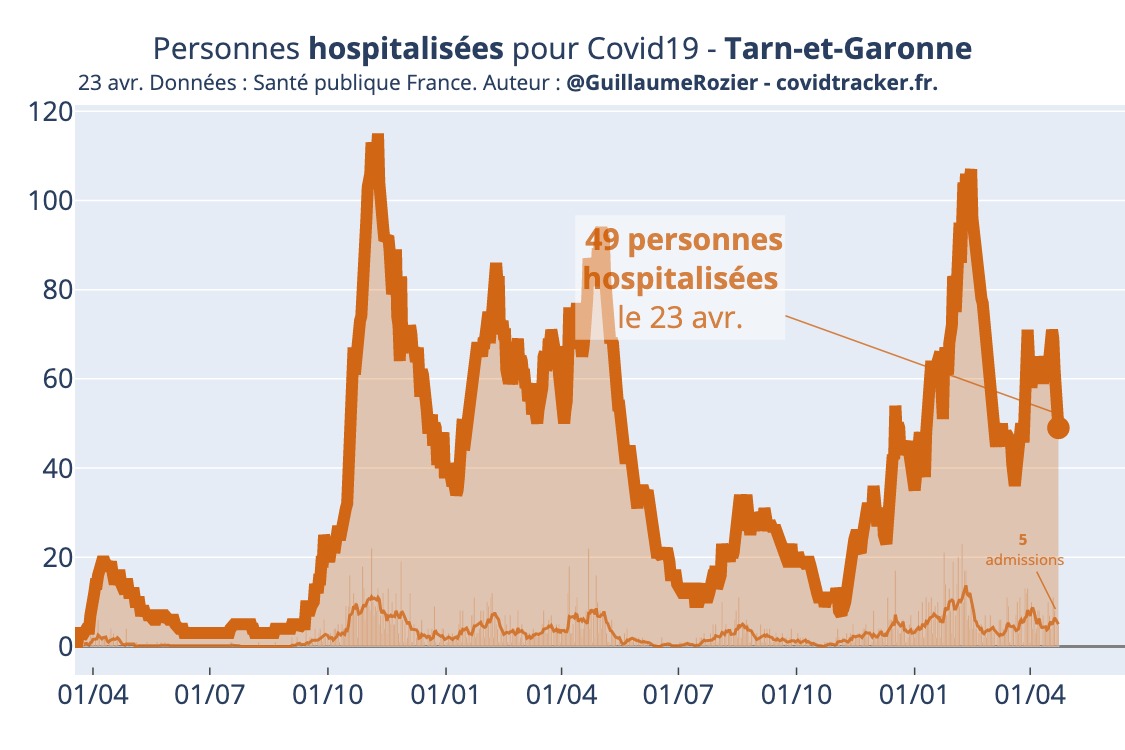 Personnes hospitalisées pour Covid19 - Tarn-et-Garonne
23 avr. Données : Santé publique France. Auteur : @GuillaumeRozier - covidtracker.fr.
120
100
80
60
40
20
0
49 personnes
hospitalisées
le 23 avr.
5
admissions
01/04 01/07 01/10 01/01 01/04 01/07 01/10 01/01 01/04